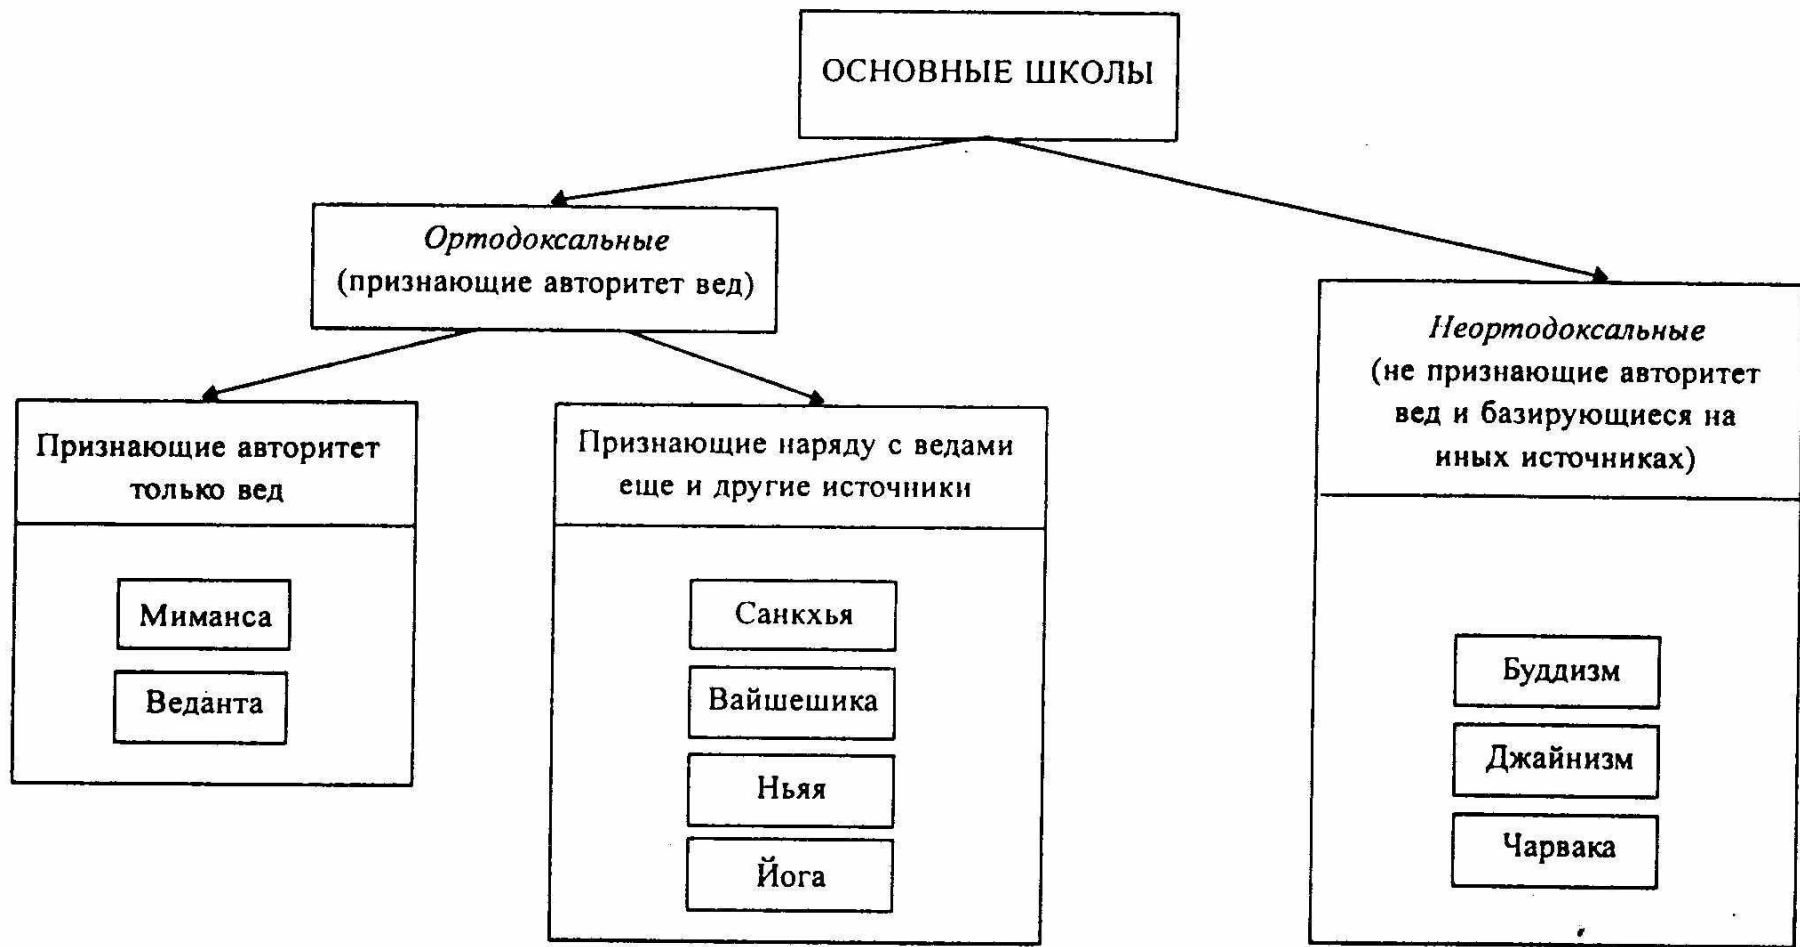 ОСНОВНЫЕ ШКОЛЫ
Ортодоксальные
(признающие авторитет вед)
Признающие авторитет
только вед
Миманса
Веданта
Признающие наряду с ведами
еще и другие источники
Санкхья
Вайшешика
Ньяя
Йога
Неортодоксальные
(не признающие авторитет
вед и базирующиеся на
иных источниках)
Буддизм
Джайнизм
Чарвака